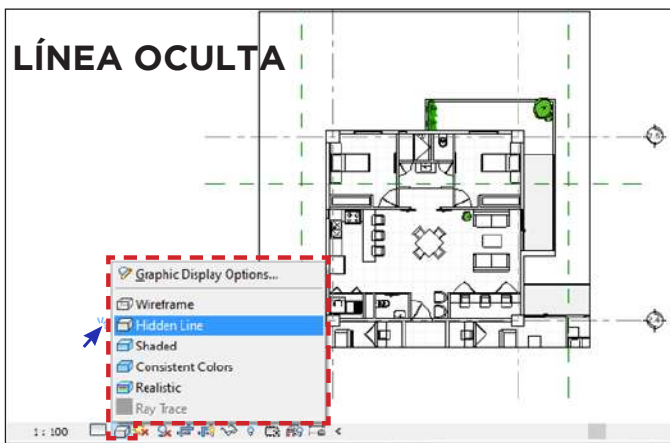 LÍNEA OCULTA
Graphic Display Options...
Wireframe
Hidden Line
Shaded
Consistent Colors
Realistic
Ray Trace
1 : 100